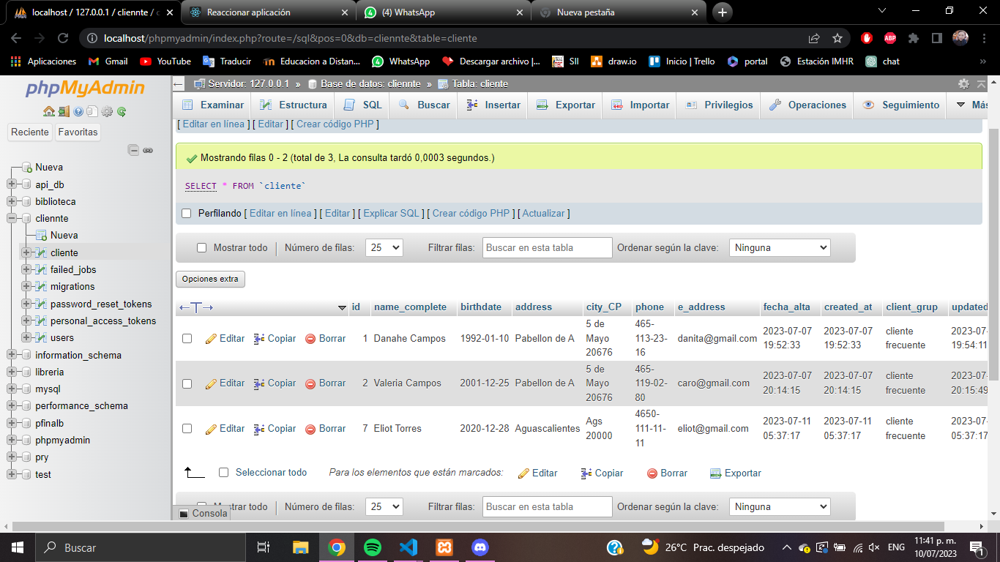 localhost / 127.0.0.1 / cliennte / c
Reaccionar aplicación
(4) WhatsApp
Nueva pestaña
localhost/phpmyadmin/index.php?route=/sql&pos=0&db=cliennte&table=cliente
Aplicaciones
Gmail
YouTube
Traducir
Educacion a Distan...
WhatsApp
Descargar archivo |...
SII
draw.io
Inicio | Trello
portal
Estación IMHR
chat
»
phpMyAdmin
Reciente
Favoritas
Nueva
api_db
biblioteca
cliennte
Nueva
cliente
failed_jobs
migrations
password_reset_tokens
personal_access_tokens
users
information_schema
libreria
mysql
performance_schema
pfinalb
phpmyadmin
pry
test
Servidor: 127.0.0.1 » Base de datos: cliennte » Tabla: cliente
Examinar
Estructura
SQL
Buscar
Insertar
Exportar
Importar
Privilegios
Operaciones
Seguimiento
Más
[ Editar en línea ] [ Editar ] [ Crear código PHP ]
Mostrando filas 0 - 2 (total de 3, La consulta tardó 0,0003 segundos.)
SELECT * FROM `cliente`
Perfilando [ Editar en línea ] [ Editar ] [ Explicar SQL ] [ Crear código PHP ] [ Actualizar ]
Mostrar todo
Número de filas:
25
Filtrar filas:
Buscar en esta tabla
Ordenar según la clave:
Ninguna
Opciones extra
id name_complete birthdate address city_CP phone e_address fecha_alta created_at client_grup updated
Editar Copiar Borrar 1 Danahe Campos 1992-01-10 Pabellon de A 5 de Mayo 20676 465-113-23-16 danita@gmail.com 2023-07-07 19:52:33 2023-07-07 19:52:33 cliente frecuente 2023-07- 19:54:11
Editar Copiar Borrar 2 Valeria Campos 2001-12-25 Pabellon de A 5 de Mayo 20676 465-119-02-80 caro@gmail.com 2023-07-07 20:14:15 2023-07-07 20:14:15 cliente frecuente 2023-07- 20:15:49
Editar Copiar Borrar 7 Eliot Torres 2020-12-28 Aguascalientes Ags 20000 4650-111-11-11 eliot@gmail.com 2023-07-11 05:37:17 2023-07-11 05:37:17 cliente frecuente 2023-07- 05:37:17
Seleccionar todo
Para los elementos que están marcados:
Editar
Copiar
Borrar
Exportar
Mostrar todo
Número de filas:
25
Filtrar filas:
Buscar en esta tabla
Ordenar según la clave:
Ninguna
Consola
Buscar
26°C Prac. despejado
ENG
11:41 p. m.
10/07/2023
1